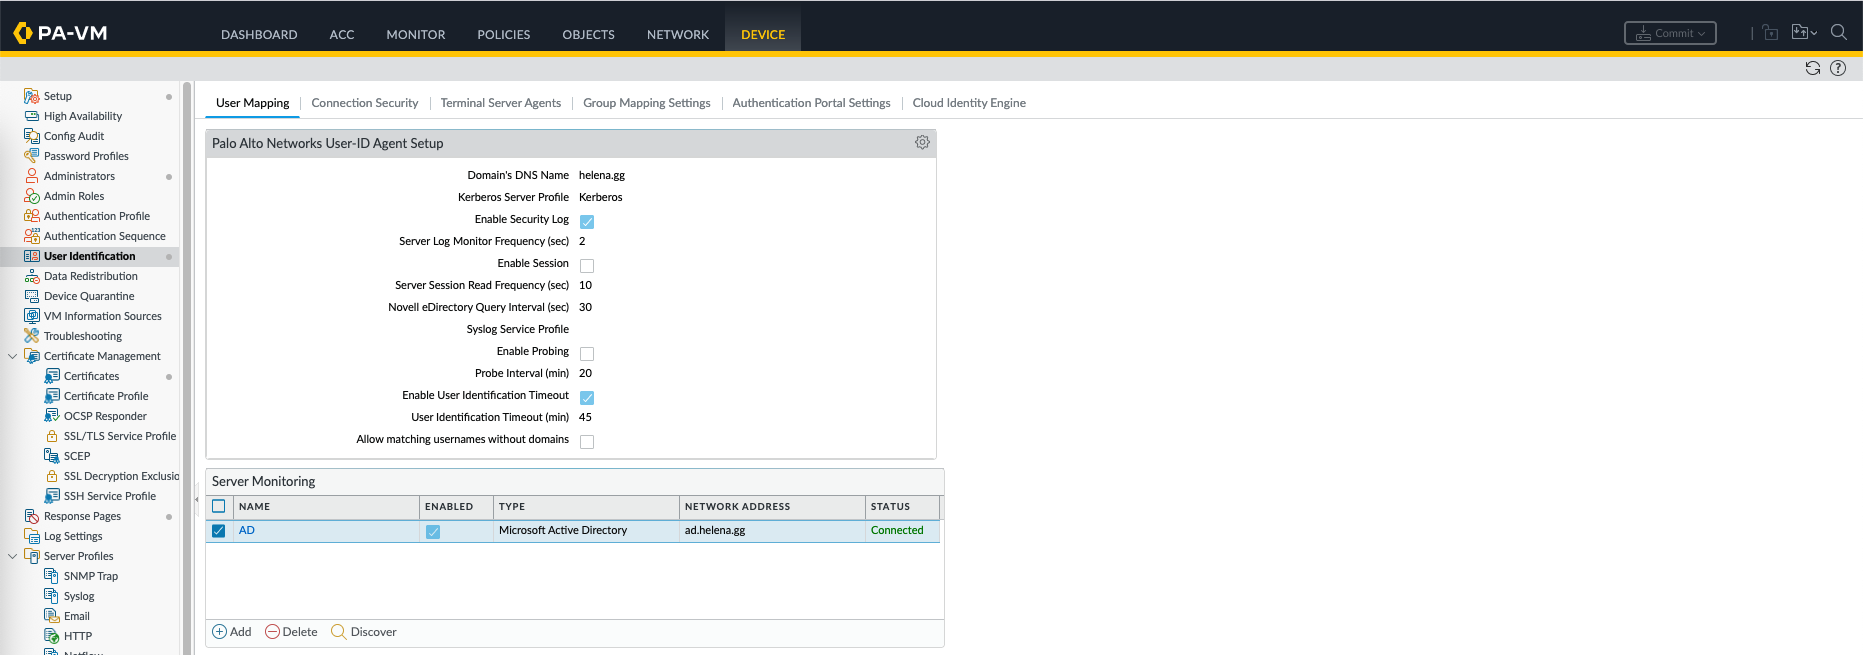 PA-VM
DASHBOARD ACC MONITOR POLICIES OBJECTS NETWORK DEVICE
Commit
Setup
High Availability
Config Audit
Password Profiles
Administrators
Admin Roles
Authentication Profile
Authentication Sequence
User Identification
Data Redistribution
Device Quarantine
VM Information Sources
Troubleshooting
Certificate Management
Certificates
Certificate Profile
OCSP Responder
SSL/TLS Service Profile
SCEP
SSL Decryption Exclusio
SSH Service Profile
Response Pages
Log Settings
Server Profiles
SNMP Trap
Syslog
Email
HTTP
User Mapping Connection Security Terminal Server Agents Group Mapping Settings Authentication Portal Settings Cloud Identity Engine
Palo Alto Networks User-ID Agent Setup
Domain's DNS Name helena.gg
Kerberos Server Profile Kerberos
Enable Security Log
Server Log Monitor Frequency (sec) 2
Enable Session
Server Session Read Frequency (sec) 10
Novell eDirectory Query Interval (sec) 30
Syslog Service Profile
Enable Probing
Probe Interval (min) 20
Enable User Identification Timeout
User Identification Timeout (min) 45
Allow matching usernames without domains
Server Monitoring
NAME ENABLED TYPE NETWORK ADDRESS STATUS
AD Microsoft Active Directory ad.helena.gg Connected
Add Delete Discover